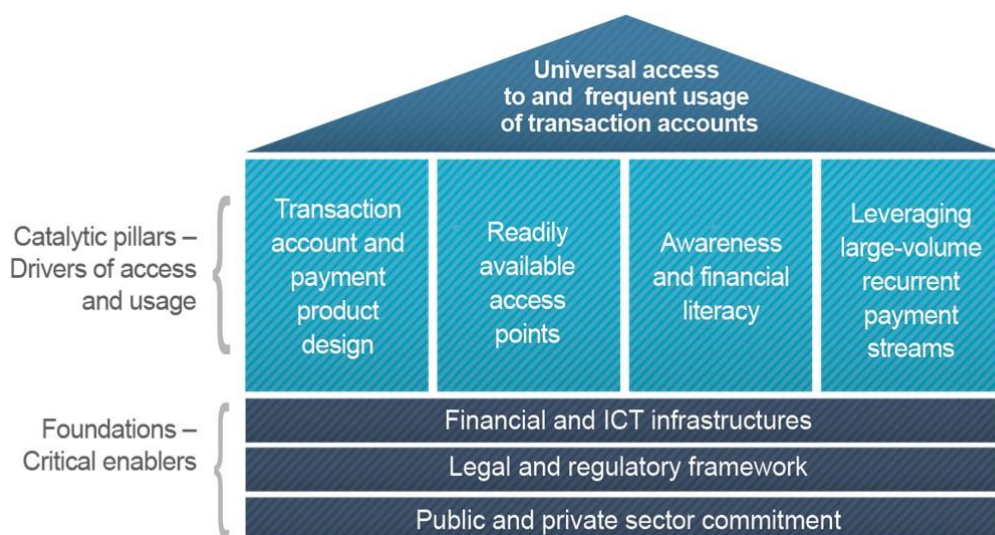 Universal access
to and frequent usage
of transaction accounts
Catalytic pillars –
Drivers of access
and usage
Transaction
account and
payment
product
design
Readily
available
access
points
Awareness
and financial
literacy
Leveraging
large-volume
recurrent
payment
streams
Foundations –
Critical enablers
Financial and ICT infrastructures
Legal and regulatory framework
Public and private sector commitment